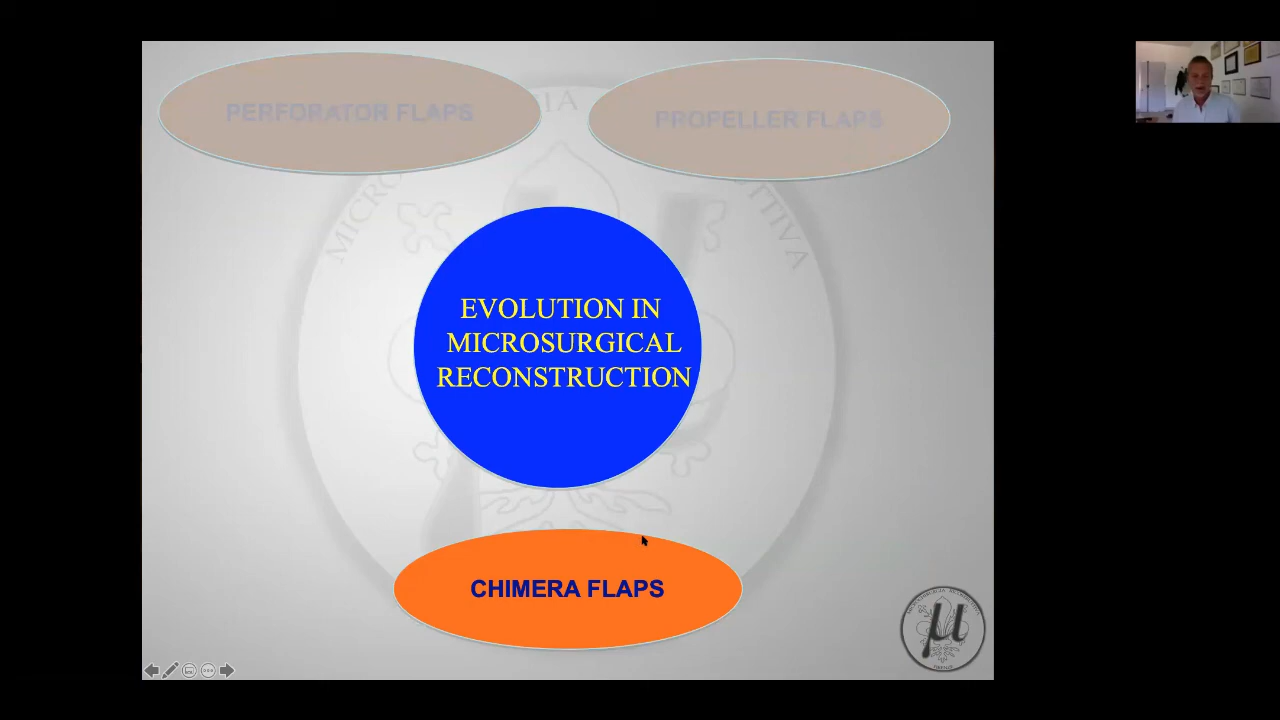 PERFORATOR FLAPS
PROPELLER FLAPS
EVOLUTION IN
MICROSURGICAL
RECONSTRUCTION
CHIMERA FLAPS